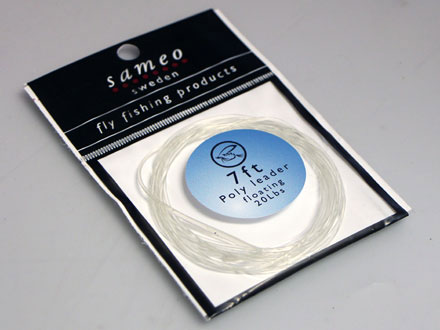 sameo
sweden
fly fishing products
7ft
Poly leader
floating
20Lbs